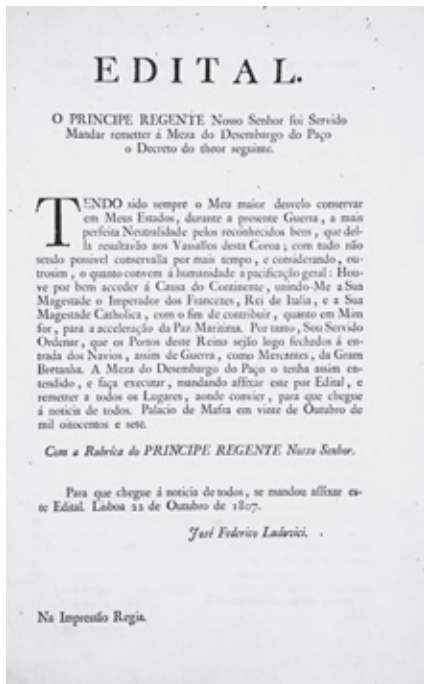 EDITAL.
O PRINCIPE REGENTE Nosso Senhor foi Servido
Mandar remetter á Meza do Desembargo do Paço
o Decreto do theor seguinte.
TENDO sido sempre o Meu maior desvelo conservar
em Meus Estados, durante a presente Guerra, a mais
perfeita Neutralidade pelos reconhecidos bens, que del-
la resultavão aos Vassallos desta Coroa; com tudo não
sendo possivel conservalla por mais tempo, e considerando, ou-
trosim, o quanto convem á humanidade a pacificação geral: Hou-
ve por bem acceder á Causa do Continente, unindo-Me a Sua
Magestade o Imperador dos Francezes, Rei de Italia, e a Sua
Magestade Catholica, com o fim de contribuir, quanto em Mim
for, para a acceleração da Paz Maritima. Por tanto, Sou Servido
Ordenar, que os Portos deste Reino sejão logo fechados á en-
trada dos Navios, assim de Guerra, como Mercantes, da Gram
Bretanha. A Meza do Desembargo do Paço o tenha assim en-
tendido, e faça executar, mandando affixar este por Edital, e
remetter a todos os Lugares, aonde convier, para que chegue
á noticia de todos. Palacio de Mafra em vinte de Outubro de
mil oitocentos e sete.
Com a Rubríca do PRINCIPE REGENTE Nosso Senhor.
Para que chegue á noticia de todos, se mandou affixar es-
te Edital. Lisboa 22 de Outubro de 1807.
José Federico Ludovici.
Na Impressão Regia.